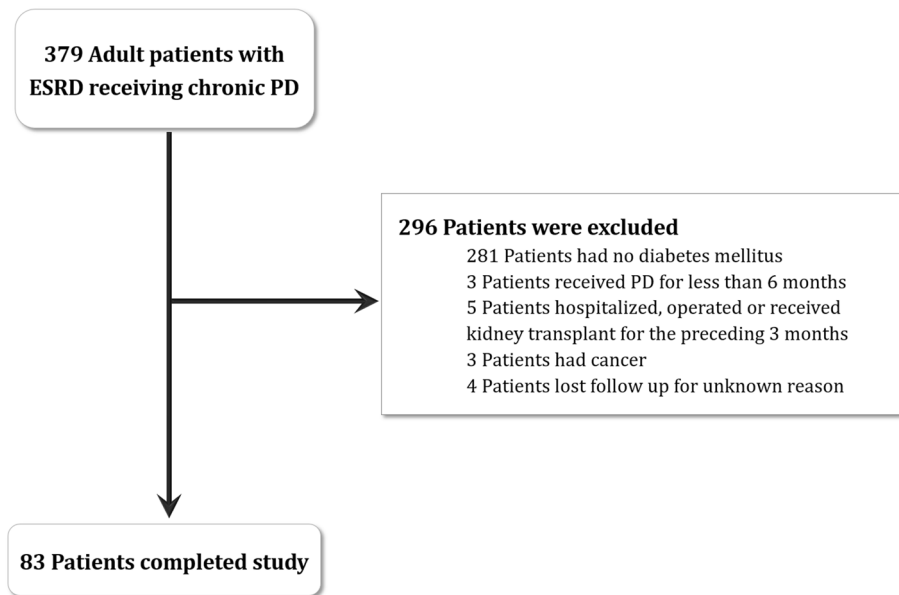 379 Adult patients with
ESRD receiving chronic PD
296 Patients were excluded
281 Patients had no diabetes mellitus
3 Patients received PD for less than 6 months
5 Patients hospitalized, operated or received
kidney transplant for the preceding 3 months
3 Patients had cancer
4 Patients lost follow up for unknown reason
83 Patients completed study